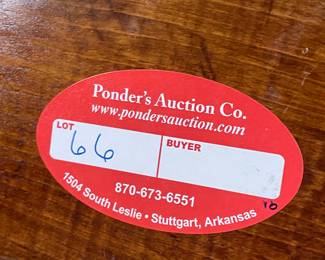 Ponder's Auction Co.
www.pondersauction.com
LOT
66
BUYER
870-673-6551
1504 South Leslie • Stuttgart, Arkansas